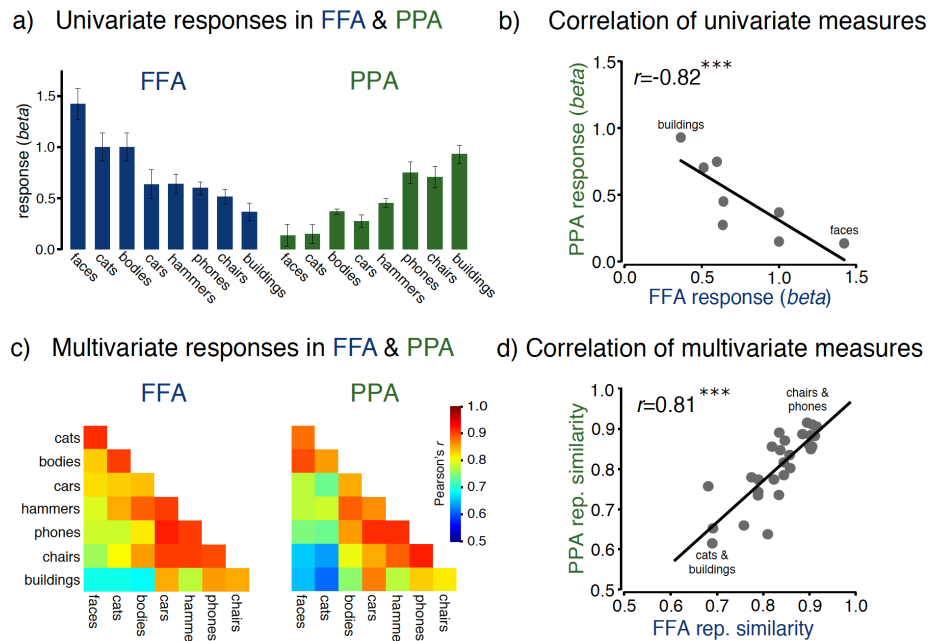 a) Univariate responses in FFA & PPA
FFA
PPA
response (beta)
1.5
1.0
0.5
0.0
faces
cats
bodies
cars
hammers
phones
chairs
buildings
faces
cats
bodies
cars
hammers
phones
chairs
buildings
b) Correlation of univariate measures
r=-0.82***
PPA response (beta)
1.5
1.0
0.5
0.0
buildings
faces
0.0 0.5 1.0 1.5
FFA response (beta)
c) Multivariate responses in FFA & PPA
FFA
PPA
cats
bodies
cars
hammers
phones
chairs
buildings
faces
cats
bodies
cars
hammers
phones
chairs
faces
cats
bodies
cars
hamme
phones
chairs
Pearson's r
1.0
0.9
0.8
0.7
0.6
0.5
d) Correlation of multivariate measures
r=0.81***
PPA rep. similarity
1.0
0.9
0.8
0.7
0.6
0.5
chairs &
phones
cats &
buildings
0.5 0.6 0.7 0.8 0.9 1.0
FFA rep. similarity